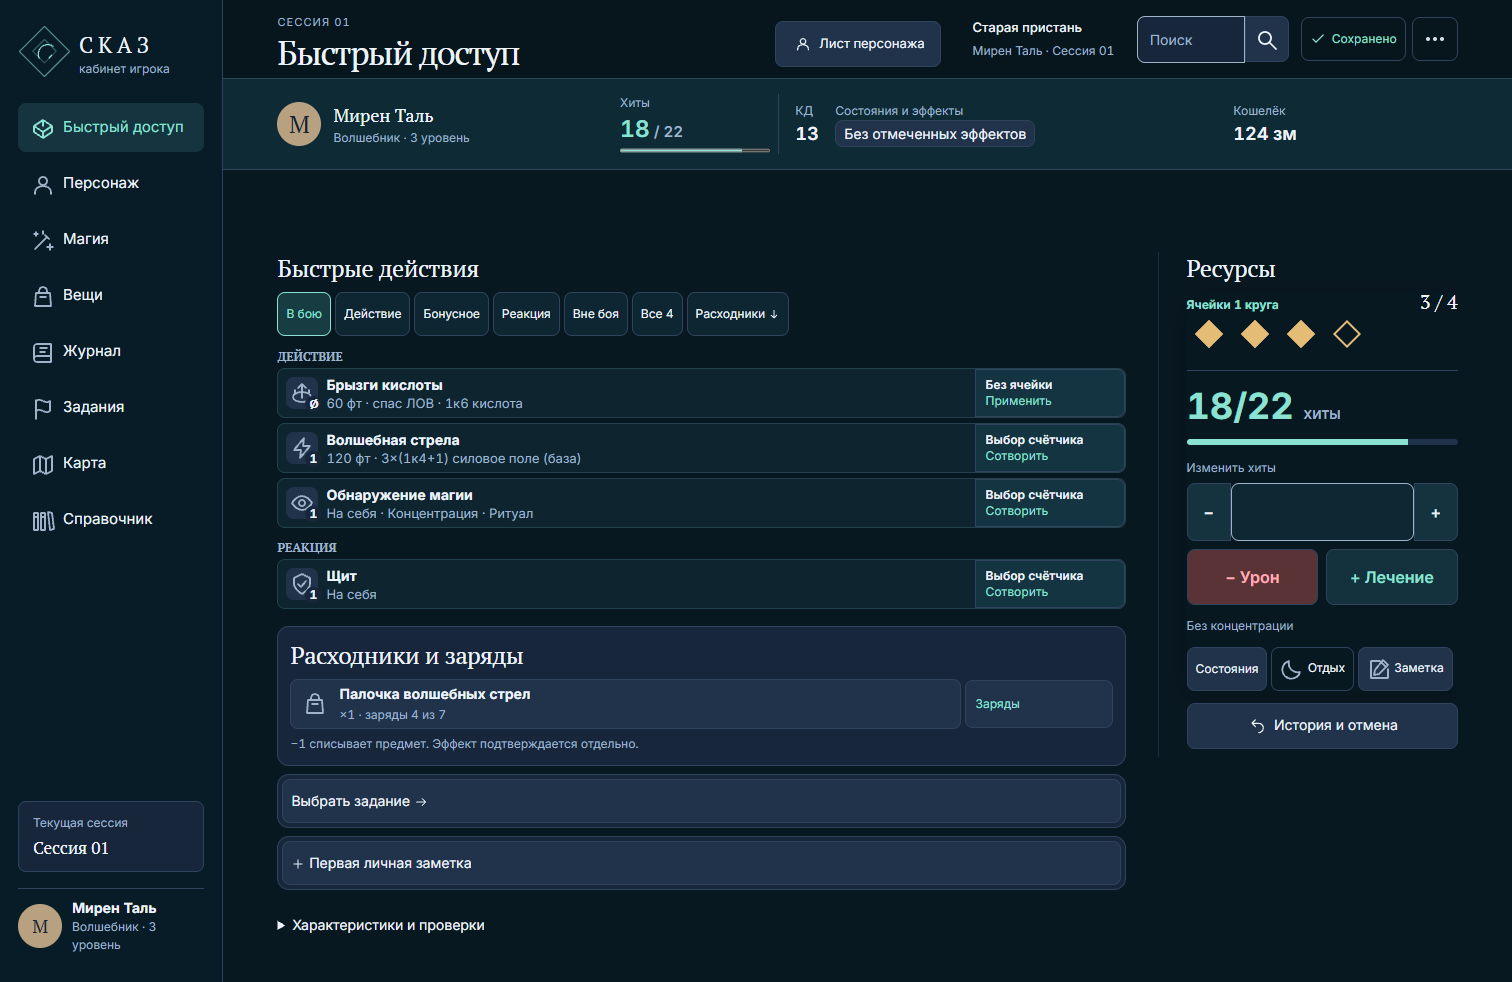 СКАЗ
кабинет игрока
Быстрый доступ
Персонаж
Магия
Вещи
Журнал
Задания
Карта
Справочник
Текущая сессия
Сессия 01
М
Мирен Таль
Волшебник · 3
уровень
СЕССИЯ 01
Быстрый доступ
Лист персонажа
Старая пристань
Мирен Таль · Сессия 01
Поиск
Сохранено
М
Мирен Таль
Волшебник · 3 уровень
Хиты
18 / 22
КД
13
Состояния и эффекты
Без отмеченных эффектов
Кошелёк
124 зм
Быстрые действия
В бою
Действие
Бонусное
Реакция
Вне боя
Все 4
Расходники ↓
ДЕЙСТВИЕ
Ø
Брызги кислоты
60 фт · спас ЛОВ · 1к6 кислота
Без ячейки
Применить
1
Волшебная стрела
120 фт · 3×(1к4+1) силовое поле (база)
Выбор счётчика
Сотворить
1
Обнаружение магии
На себя · Концентрация · Ритуал
Выбор счётчика
Сотворить
РЕАКЦИЯ
1
Щит
На себя
Выбор счётчика
Сотворить
Расходники и заряды
Палочка волшебных стрел
×1 · заряды 4 из 7
Заряды
−1 списывает предмет. Эффект подтверждается отдельно.
Выбрать задание →
+ Первая личная заметка
Характеристики и проверки
Ресурсы
Ячейки 1 круга
3 / 4
18/22 хиты
Изменить хиты
−
+
− Урон
+ Лечение
Без концентрации
Состояния
Отдых
Заметка
История и отмена